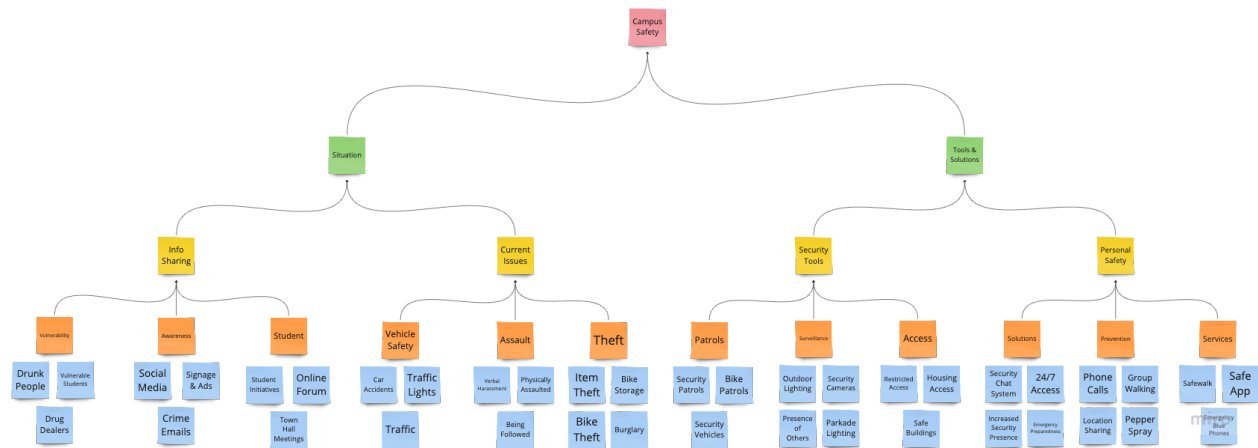 Campus
Safety
Situation
Tools &
Solutions
Info
Sharing
Current
Issues
Security
Tools
Personal
Safety
Vulnerability
Awareness
Student
Vehicle
Safety
Assault
Theft
Patrols
Surveillance
Access
Solutions
Prevention
Services
Drunk
People
Vulnerable
Students
Drug
Dealers
Social
Media
Signage
& Ads
Crime
Emails
Student
Initiatives
Online
Forum
Town
Hall
Meetings
Car
Accidents
Traffic
Lights
Traffic
Verbal
Harassment
Physically
Assaulted
Being
Followed
Item
Theft
Bike
Storage
Bike
Theft
Burglary
Security
Patrols
Bike
Patrols
Security
Vehicles
Outdoor
Lighting
Security
Cameras
Presence
of
Others
Parkade
Lighting
Restricted
Access
Housing
Access
Safe
Buildings
Security
Chat
System
24/7
Access
Increased
Security
Presence
Emergency
Preparedness
Phone
Calls
Group
Walking
Location
Sharing
Pepper
Spray
Safewalk
Safe
App
Emergency
Blue
Phones
miro